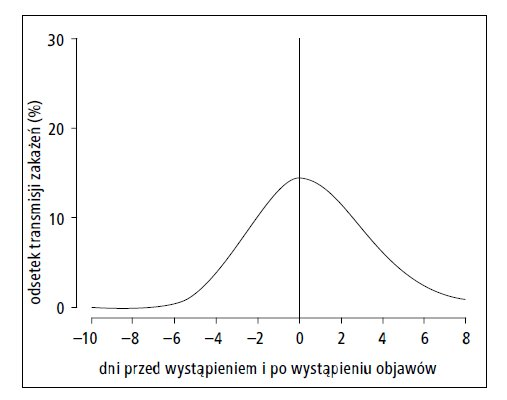 odsetek transmisji zakażeń (%)
30
20
10
0
−10 −8 −6 −4 −2 0 2 4 6 8
dni przed wystąpieniem i po wystąpieniu objawów